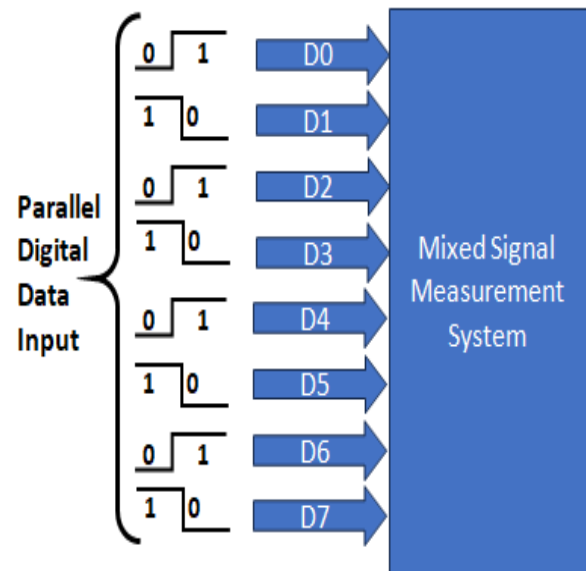 0 1 D0
1 0 D1
0 1 D2
1 0 D3
0 1 D4
1 0 D5
0 1 D6
1 0 D7
Parallel
Digital
Data
Input
Mixed Signal
Measurement
System